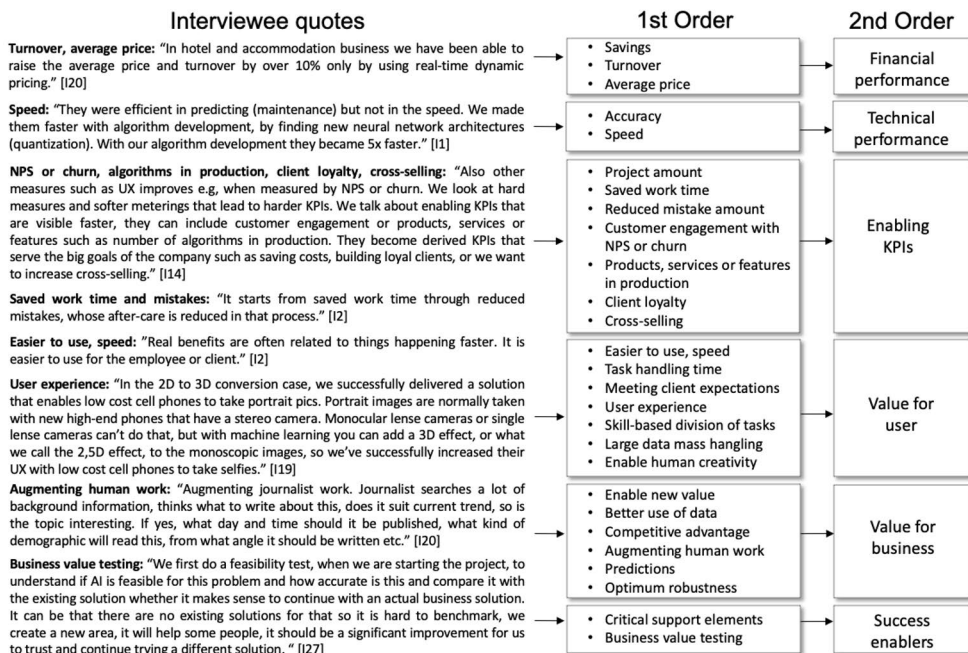 Interviewee quotes
1st Order
2nd Order
Turnover, average price: “In hotel and accommodation business we have been able to
raise the average price and turnover by over 10% only by using real-time dynamic
pricing.” [I20]
• Savings
• Turnover
• Average price
Financial
performance
Speed: “They were efficient in predicting (maintenance) but not in the speed. We made
them faster with algorithm development, by finding new neural network architectures
(quantization). With our algorithm development they became 5x faster.” [I1]
• Accuracy
• Speed
Technical
performance
NPS or churn, algorithms in production, client loyalty, cross-selling: “Also other
measures such as UX improves e.g, when measured by NPS or churn. We look at hard
measures and softer meterings that lead to harder KPIs. We talk about enabling KPIs that
are visible faster, they can include customer engagement or products, services or
features such as number of algorithms in production. They become derived KPIs that
serve the big goals of the company such as saving costs, building loyal clients, or we want
to increase cross-selling.” [I14]
Saved work time and mistakes: “It starts from saved work time through reduced
mistakes, whose after-care is reduced in that process.” [I2]
• Project amount
• Saved work time
• Reduced mistake amount
• Customer engagement with
NPS or churn
• Products, services or features
in production
• Client loyalty
• Cross-selling
Enabling
KPIs
Easier to use, speed: ”Real benefits are often related to things happening faster. It is
easier to use for the employee or client.” [I2]
User experience: “In the 2D to 3D conversion case, we successfully delivered a solution
that enables low cost cell phones to take portrait pics. Portrait images are normally taken
with new high-end phones that have a stereo camera. Monocular lense cameras or single
lense cameras can’t do that, but with machine learning you can add a 3D effect, or what
we call the 2,5D effect, to the monoscopic images, so we’ve successfully increased their
UX with low cost cell phones to take selfies.” [I19]
• Easier to use, speed
• Task handling time
• Meeting client expectations
• User experience
• Skill-based division of tasks
• Large data mass hangling
• Enable human creativity
Value for
user
Augmenting human work: “Augmenting journalist work. Journalist searches a lot of
background information, thinks what to write about this, does it suit current trend, so is
the topic interesting. If yes, what day and time should it be published, what kind of
demographic will read this, from what angle it should be written etc.” [I20]
• Enable new value
• Better use of data
• Competitive advantage
• Augmenting human work
• Predictions
• Optimum robustness
Value for
business
Business value testing: “We first do a feasibility test, when we are starting the project, to
understand if AI is feasible for this problem and how accurate is this and compare it with
the existing solution whether it makes sense to continue with an actual business solution.
It can be that there are no existing solutions for that so it is hard to benchmark, we
create a new area, it will help some people, it should be a significant improvement for us
to trust and continue trying a different solution. “ [I27]
• Critical support elements
• Business value testing
Success
enablers